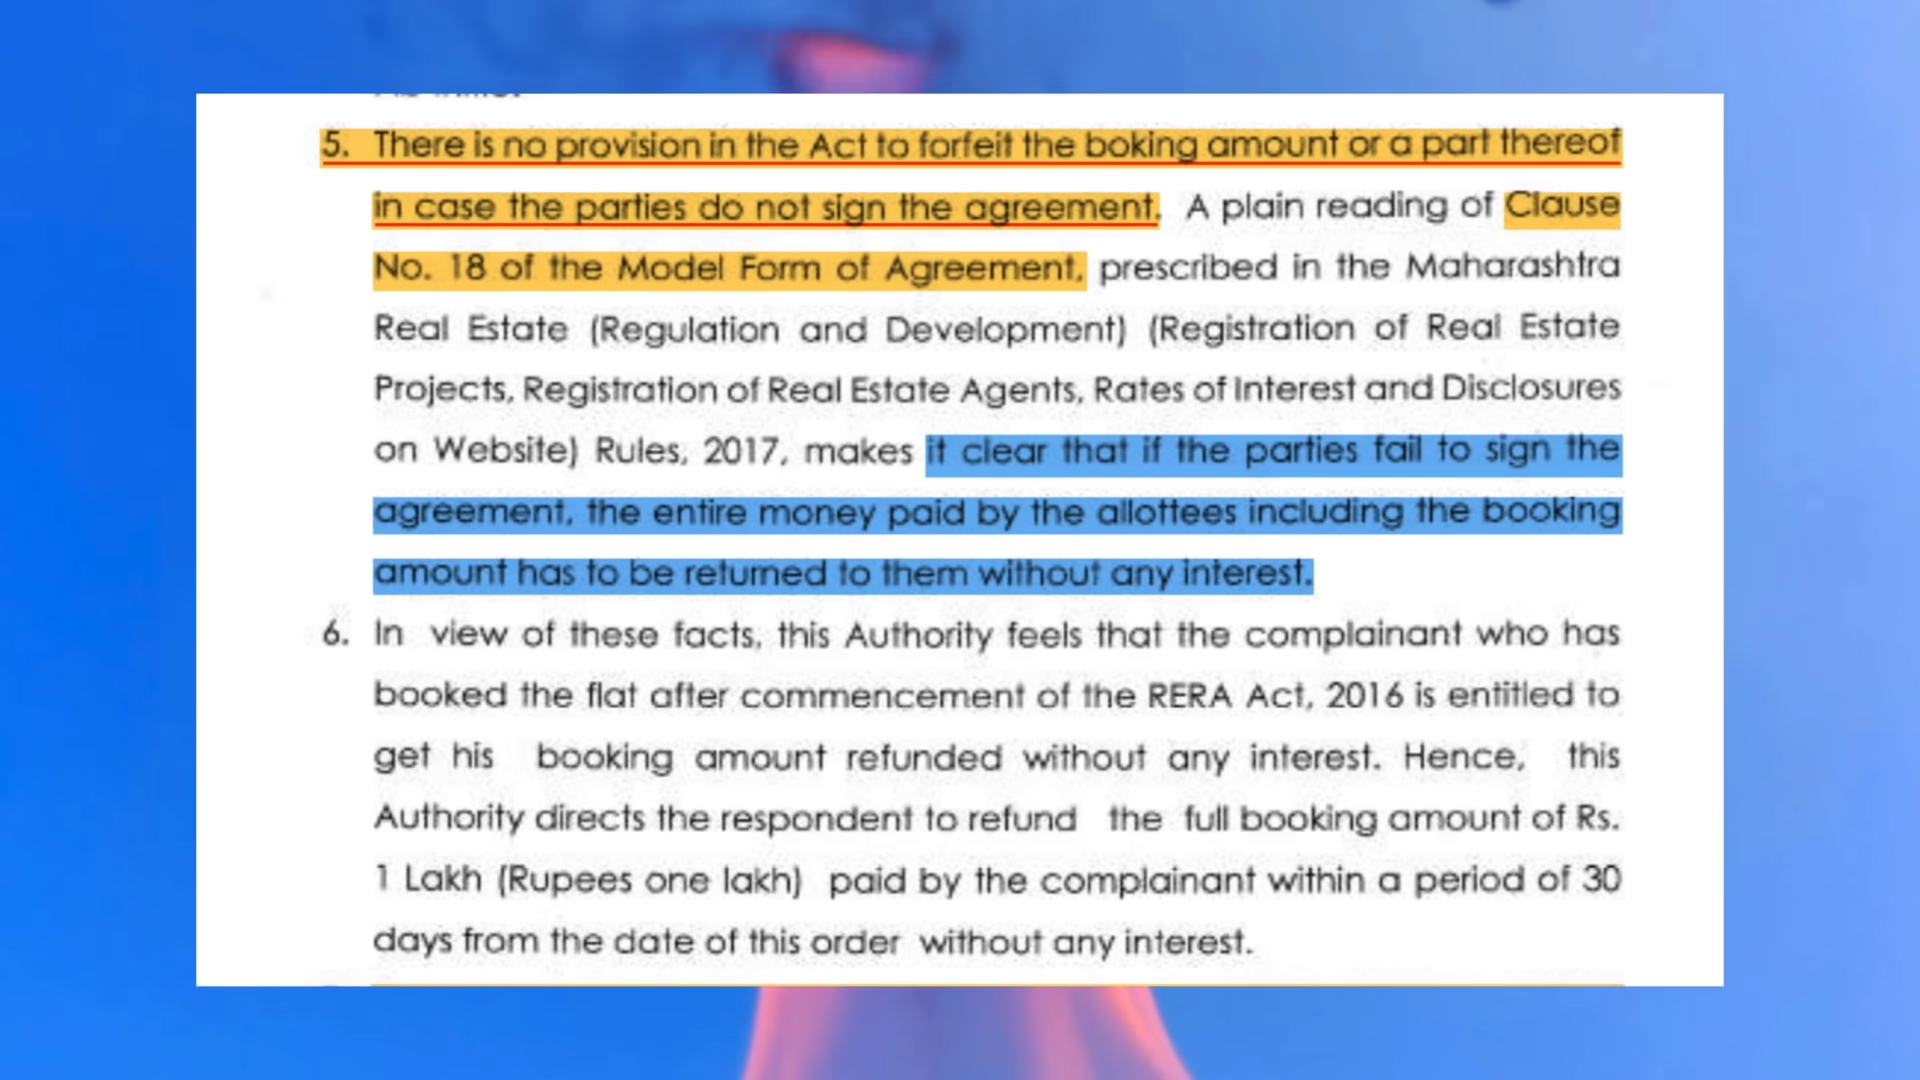 5. There is no provision in the Act to forfeit the boking amount or a part thereof
in case the parties do not sign the agreement. A plain reading of Clause
No. 18 of the Model Form of Agreement, prescribed in the Maharashtra
Real Estate (Regulation and Development) (Registration of Real Estate
Projects, Registration of Real Estate Agents, Rates of Interest and Disclosures
on Website) Rules, 2017, makes it clear that if the parties fail to sign the
agreement, the entire money paid by the allottees including the booking
amount has to be returned to them without any interest.
6. In view of these facts, this Authority feels that the complainant who has
booked the flat after commencement of the RERA Act, 2016 is entitled to
get his booking amount refunded without any interest. Hence, this
Authority directs the respondent to refund the full booking amount of Rs.
1 Lakh (Rupees one lakh) paid by the complainant within a period of 30
days from the date of this order without any interest.